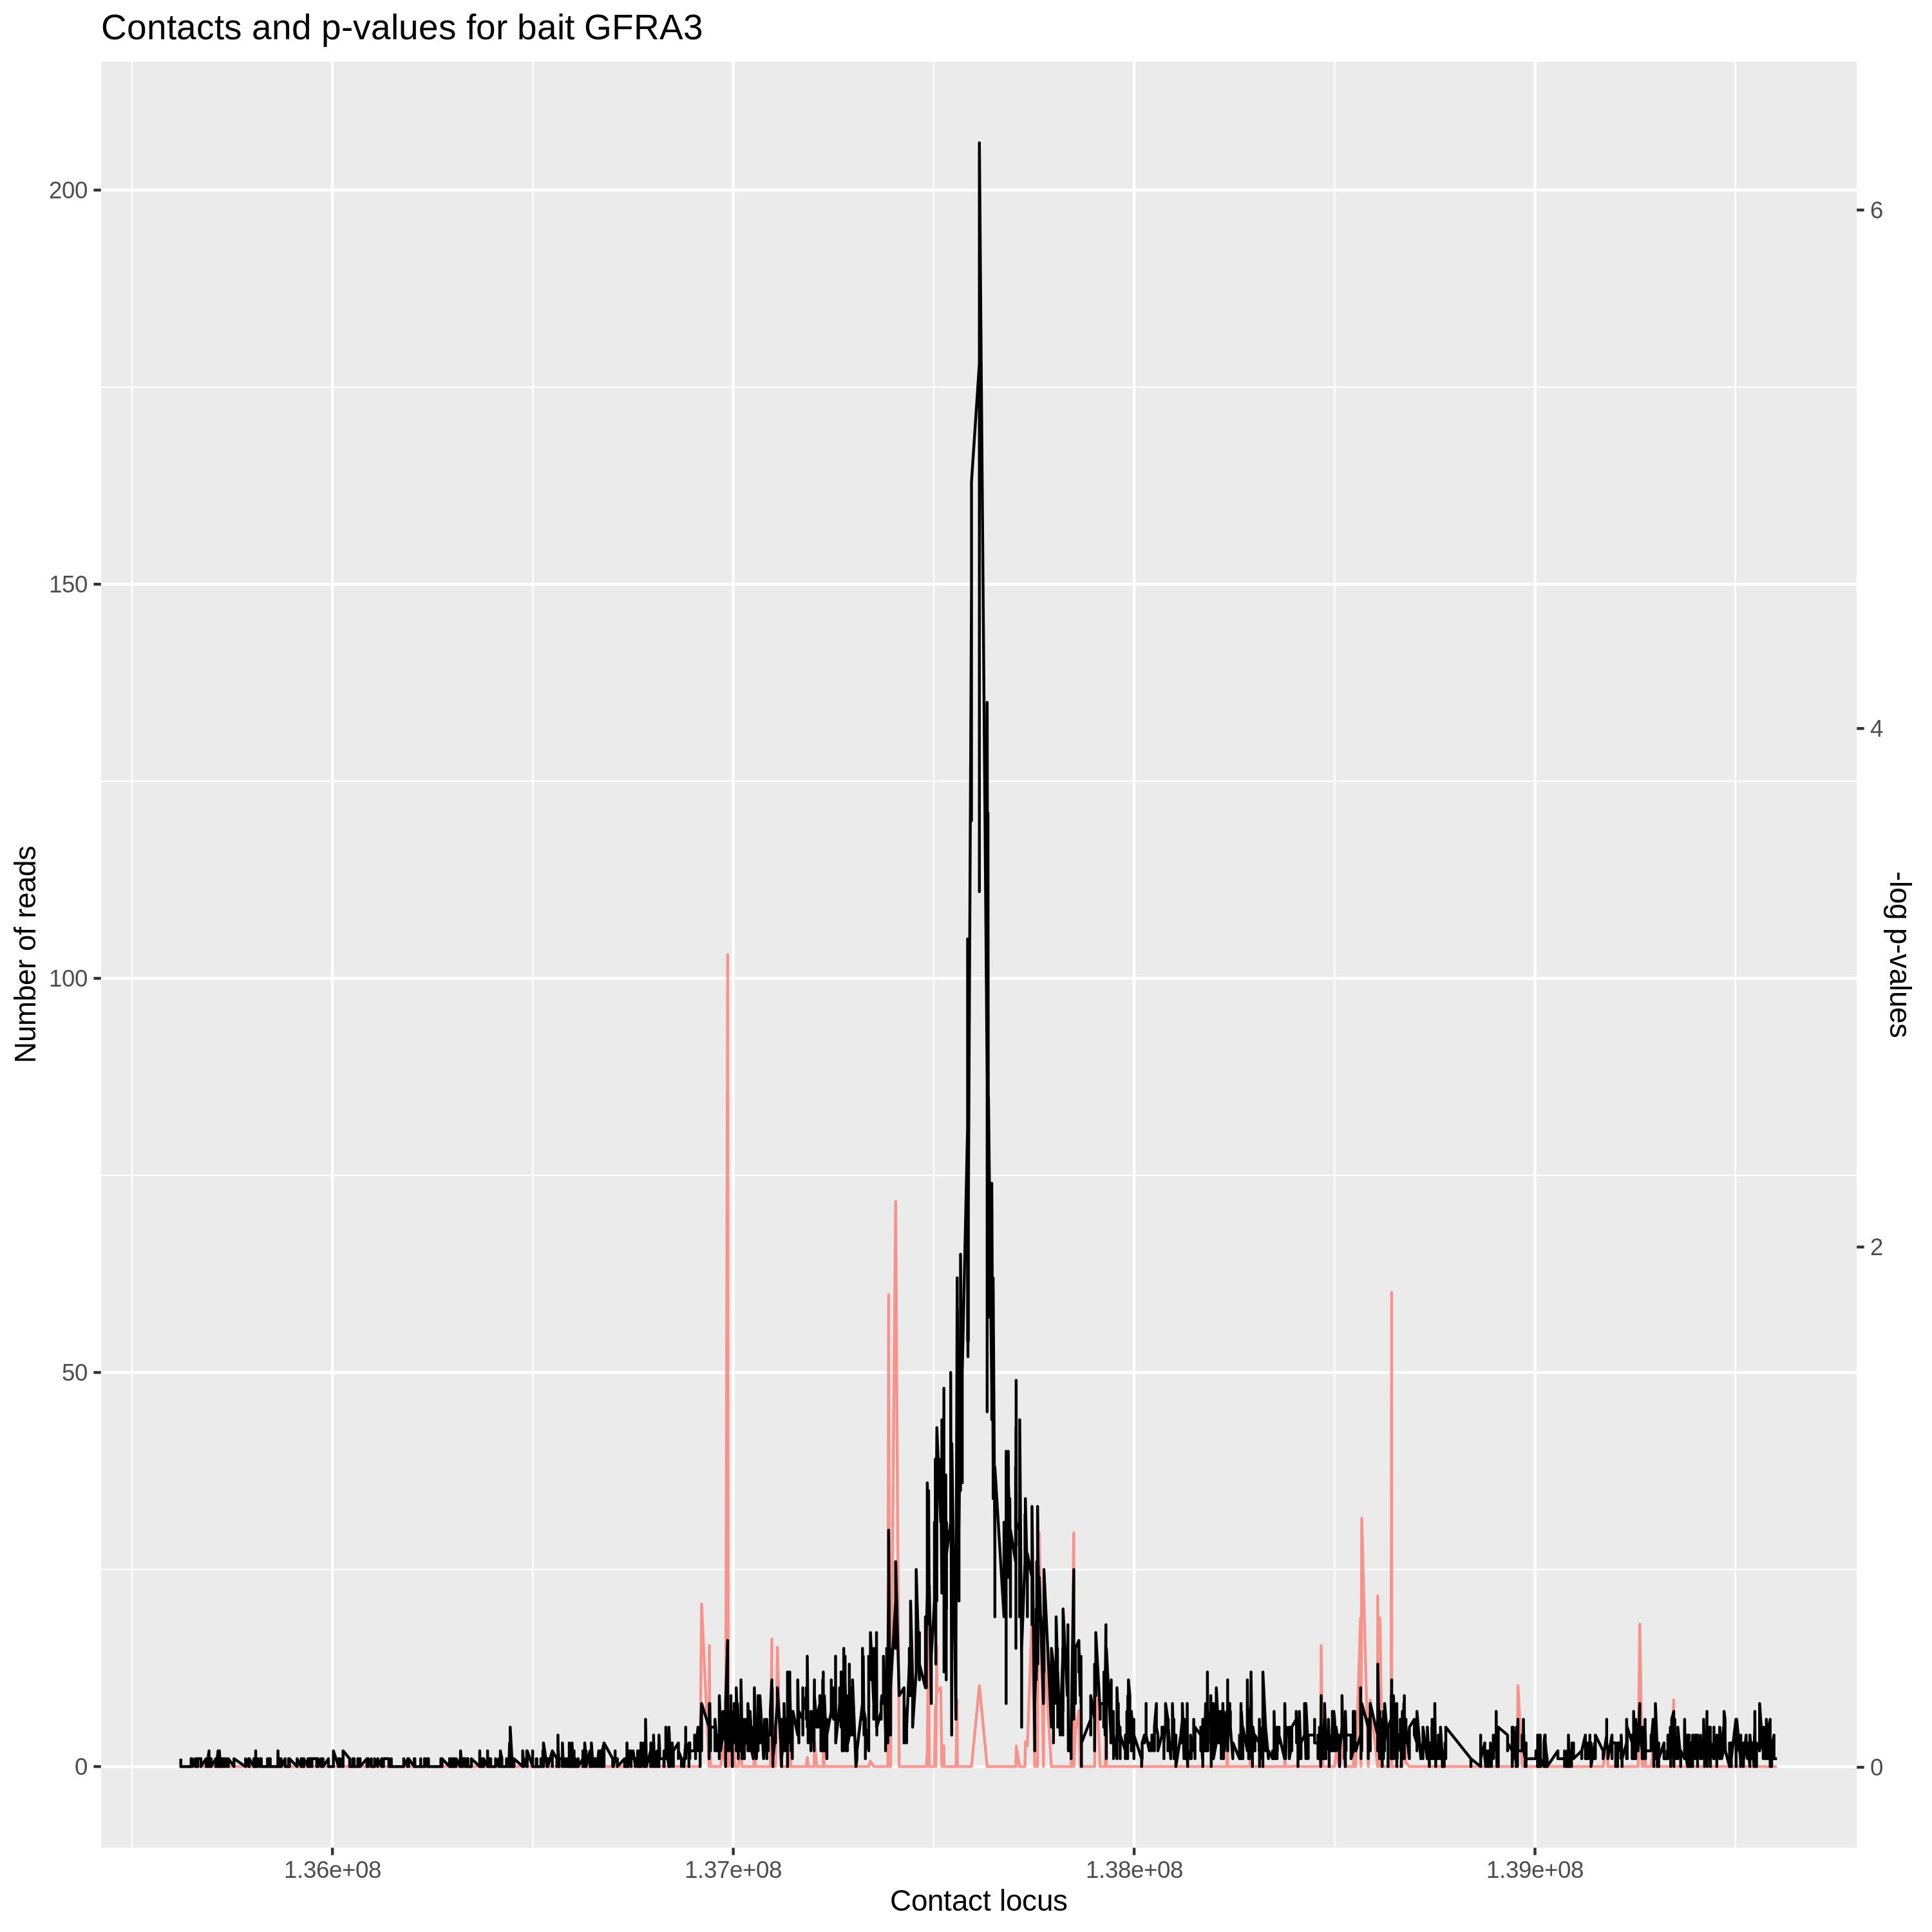 Contacts and p-values for bait GFRA3
200
150
100
50
0
Number of reads
6
4
2
0
-log p-values
1.36e+08
1.37e+08
1.38e+08
1.39e+08
Contact locus